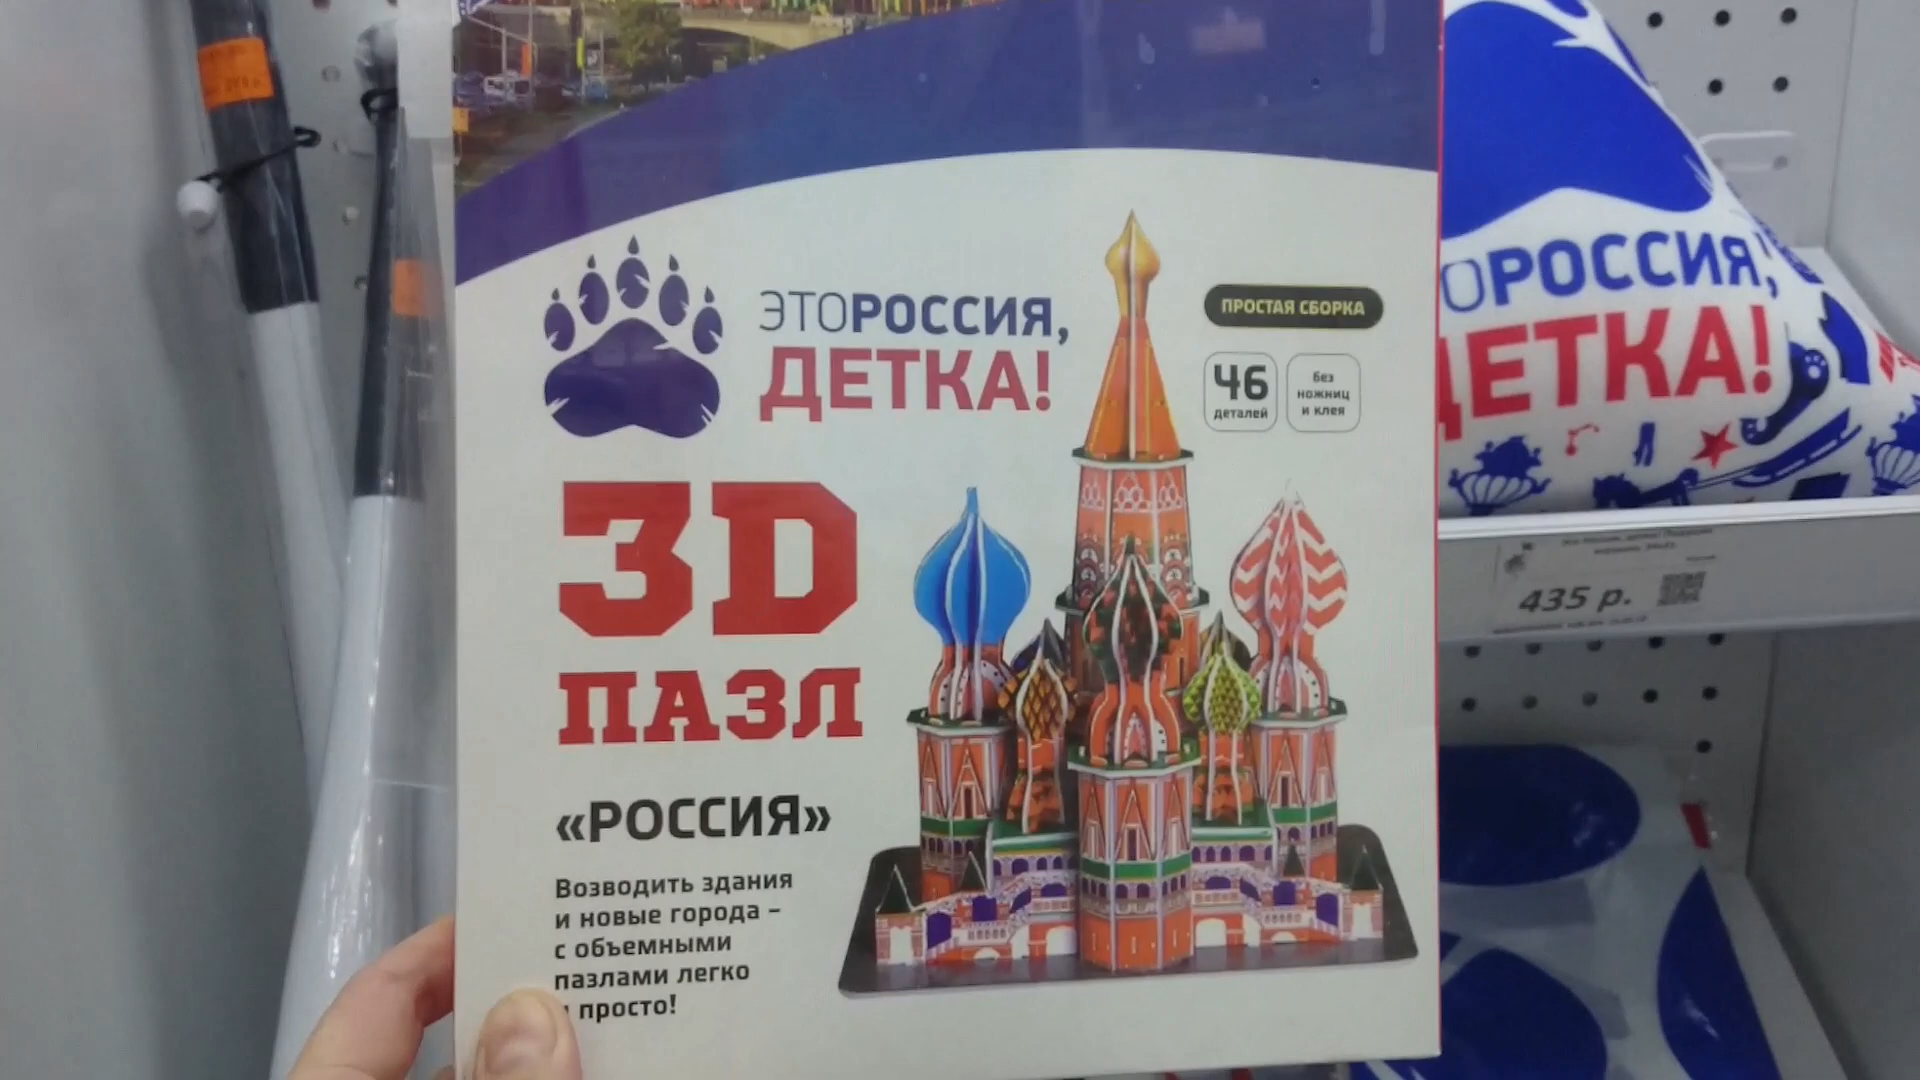 ЭТОРОССИЯ,
ДЕТКА!
ПРОСТАЯ СБОРКА
46
деталей
без
ножниц
и клея
3D
ПАЗЛ
«РОССИЯ»
Возводить здания
и новые города –
с объемными
пазлами легко
просто!
ОРОССИЯ,
ДЕТКА!
435 р.